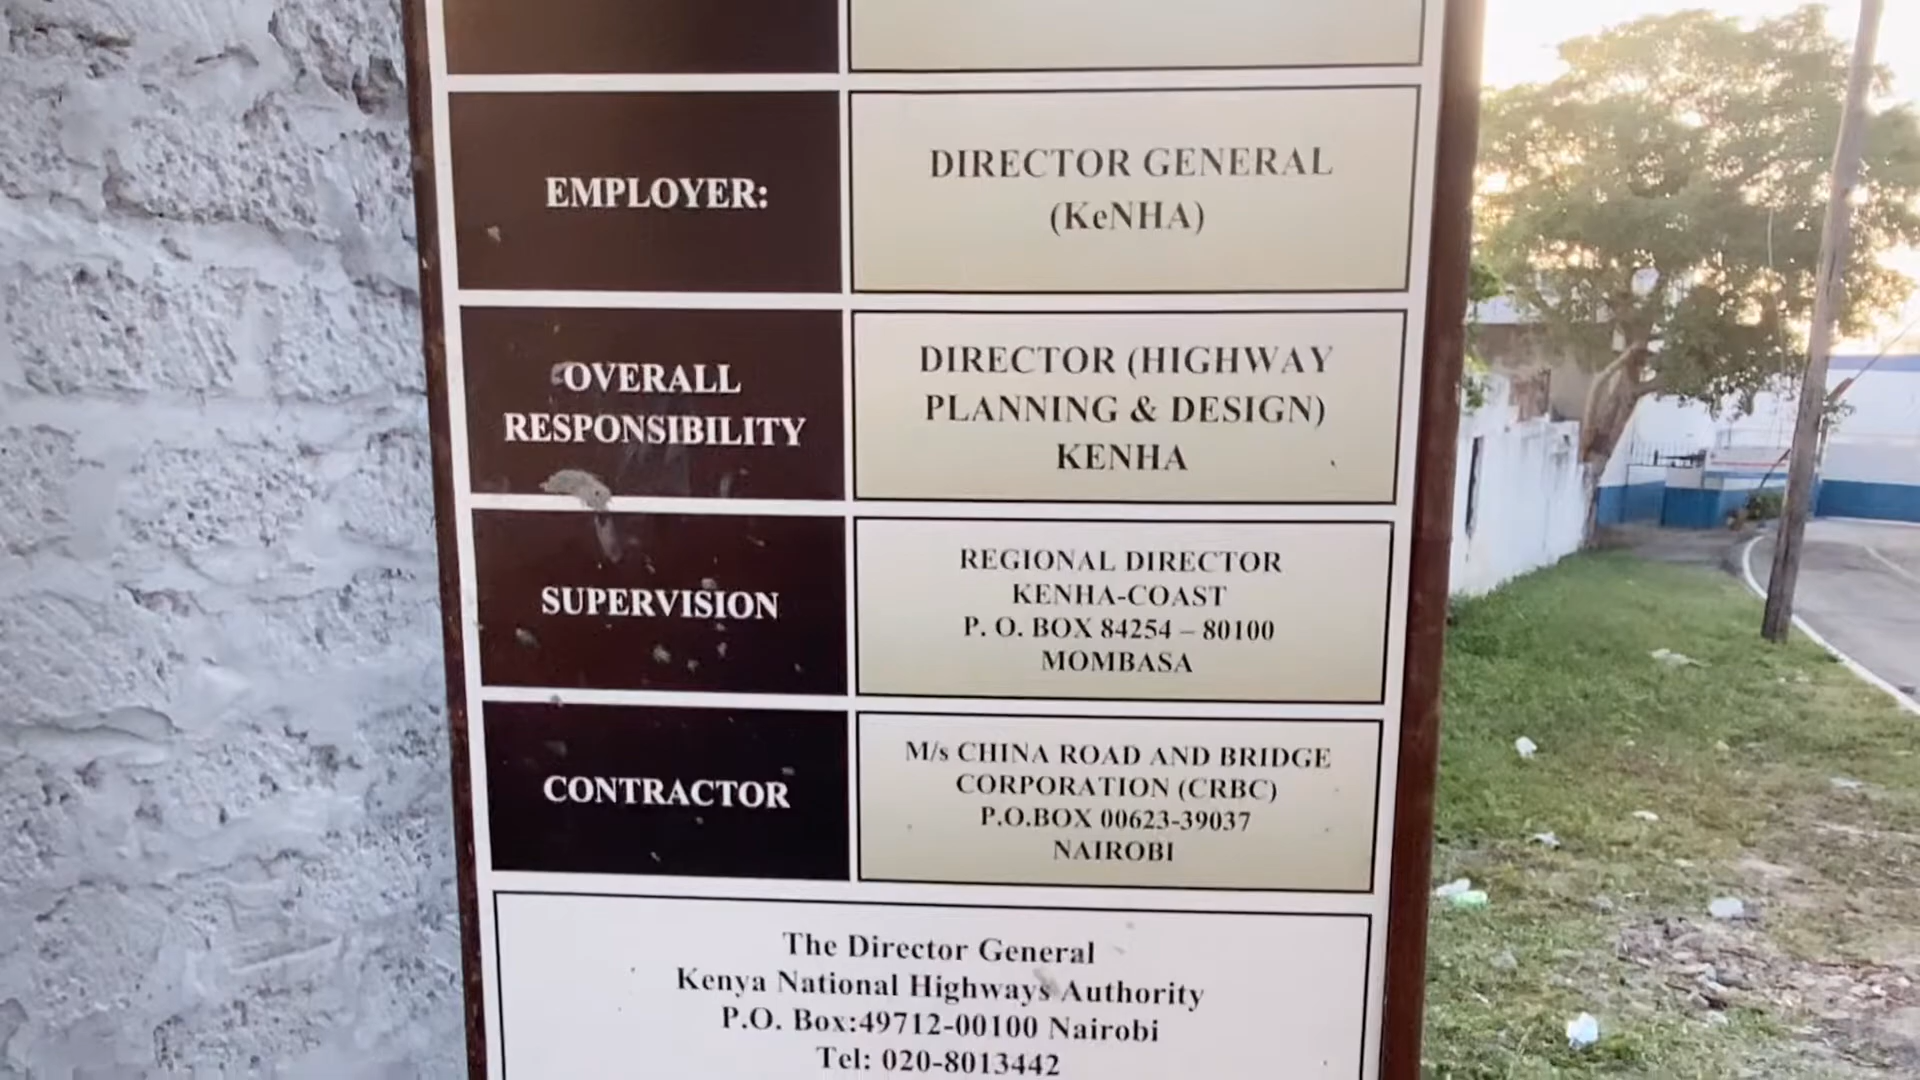 EMPLOYER:
DIRECTOR GENERAL
(KeNHA)
OVERALL
RESPONSIBILITY
DIRECTOR (HIGHWAY
PLANNING & DESIGN)
KENHA
SUPERVISION
REGIONAL DIRECTOR
KENHA-COAST
P. O. BOX 84254 – 80100
MOMBASA
CONTRACTOR
M/s CHINA ROAD AND BRIDGE
CORPORATION (CRBC)
P.O.BOX 00623-39037
NAIROBI
The Director General
Kenya National Highways Authority
P.O. Box:49712-00100 Nairobi
Tel: 020-8013442